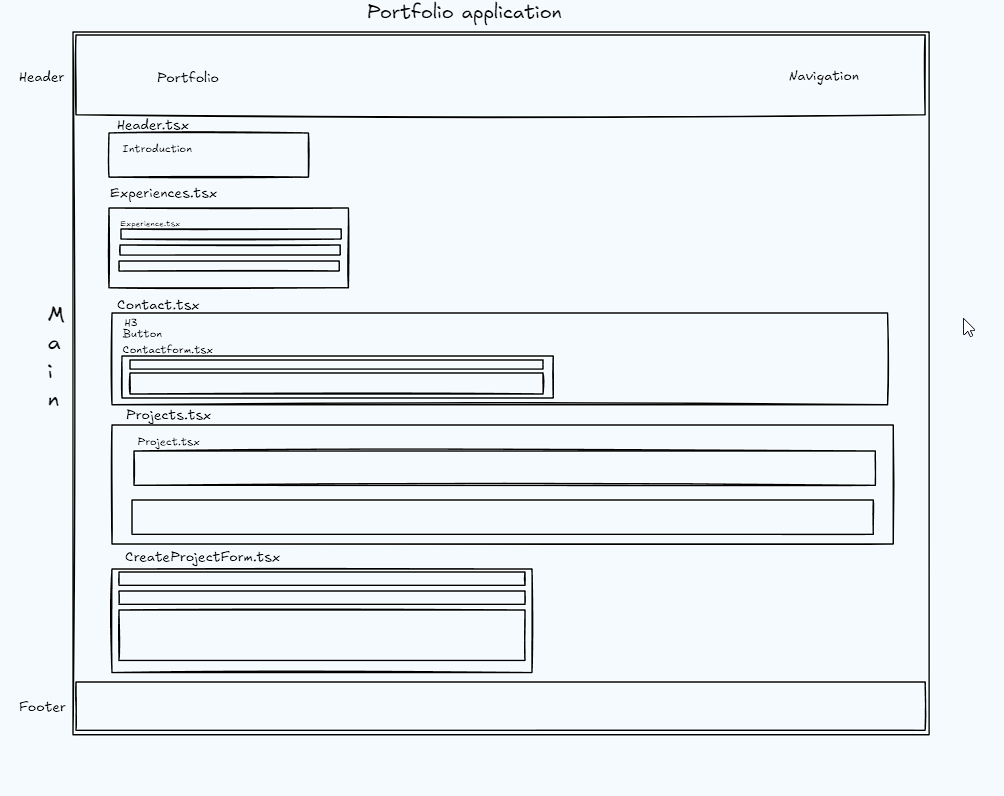 Portfolio application
Header
Portfolio
Navigation
Header.tsx
Introduction
Experiences.tsx
Experience.tsx
Main
Contact.tsx
H3
Button
Contactform.tsx
Projects.tsx
Project.tsx
CreateProjectForm.tsx
Footer